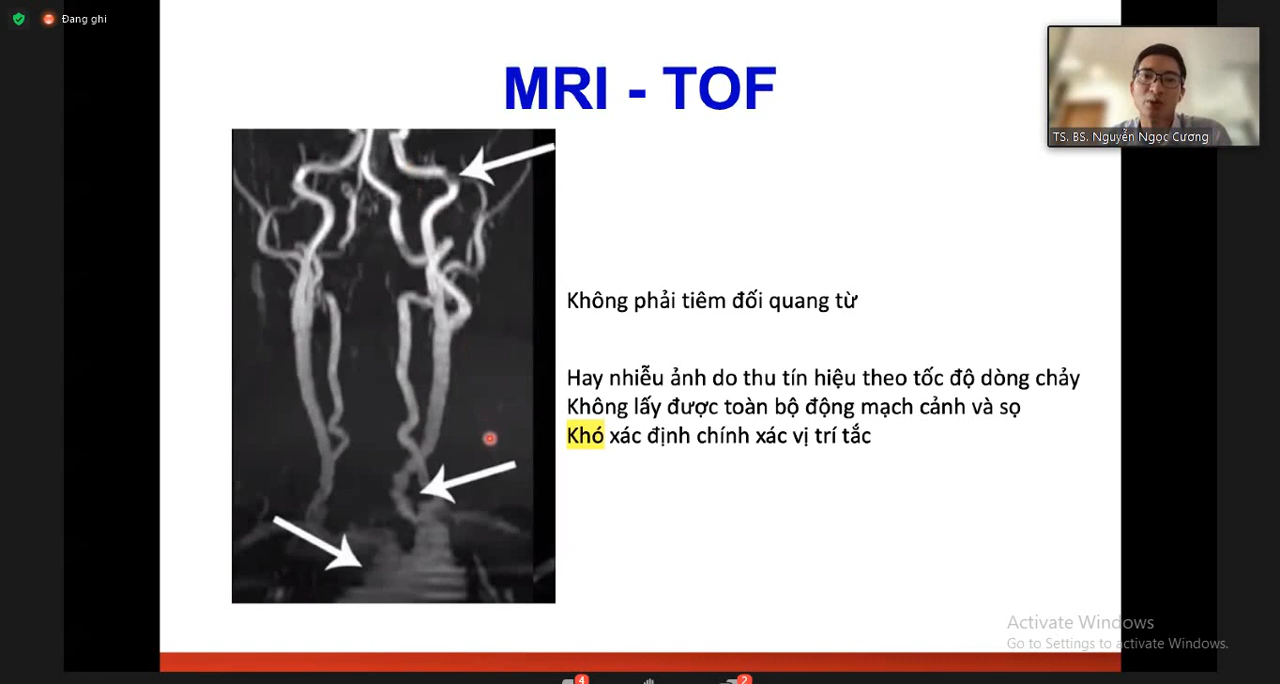 Đang ghi
MRI - TOF
TS. BS. Nguyễn Ngọc Cương
Không phải tiêm đối quang từ
Hay nhiễu ảnh do thu tín hiệu theo tốc độ dòng chảy
Không lấy được toàn bộ động mạch cảnh và sọ
Khó xác định chính xác vị trí tắc
Activate Windows
Go to Settings to activate Windows.
4
2